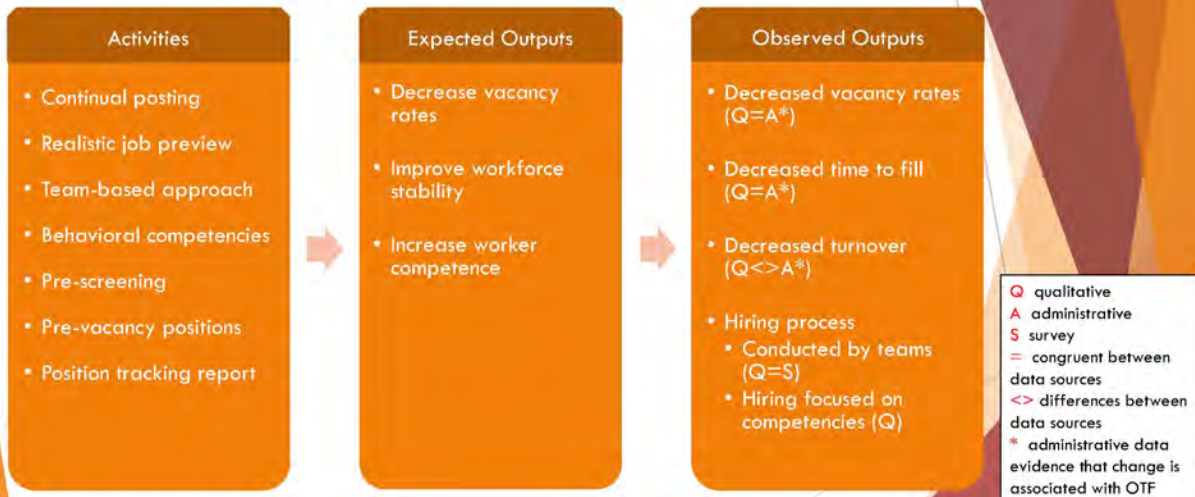 Activities
• Continual posting
• Realistic job preview
• Team-based approach
• Behavioral competencies
• Pre-screening
• Pre-vacancy positions
• Position tracking report
Expected Outputs
• Decrease vacancy
rates
• Improve workforce
stability
• Increase worker
competence
Observed Outputs
• Decreased vacancy rates
(Q=A*)
• Decreased time to fill
(Q=A*)
• Decreased turnover
(Q<>A*)
• Hiring process
• Conducted by teams
(Q=S)
• Hiring focused on
competencies (Q)
Q qualitative
A administrative
S survey
= congruent between
data sources
<> differences between
data sources
* administrative data
evidence that change is
associated with OTF